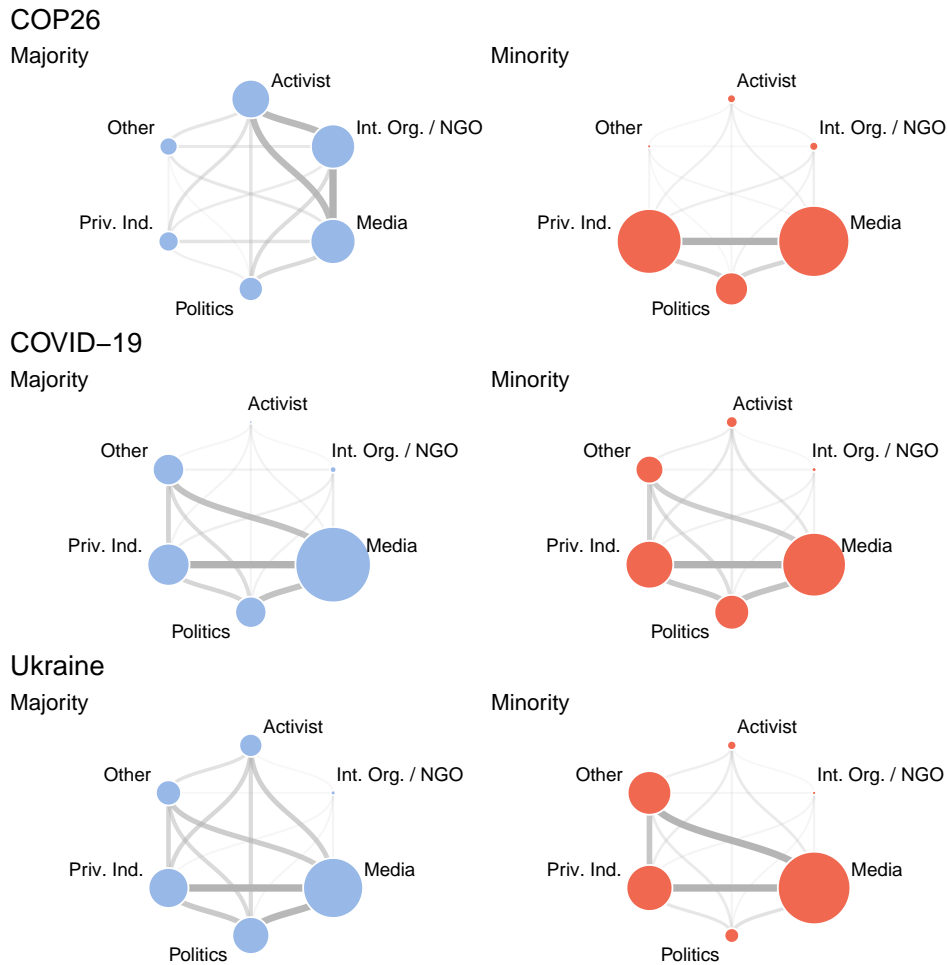 COP26
Majority
Minority
Activist
Activist
Other
Int. Org. / NGO
Other
Int. Org. / NGO
Priv. Ind.
Media
Priv. Ind.
Media
Politics
Politics
COVID−19
Majority
Minority
Activist
Activist
Other
Int. Org. / NGO
Other
Int. Org. / NGO
Priv. Ind.
Media
Priv. Ind.
Media
Politics
Politics
Ukraine
Majority
Minority
Activist
Activist
Other
Int. Org. / NGO
Other
Int. Org. / NGO
Priv. Ind.
Media
Priv. Ind.
Media
Politics
Politics